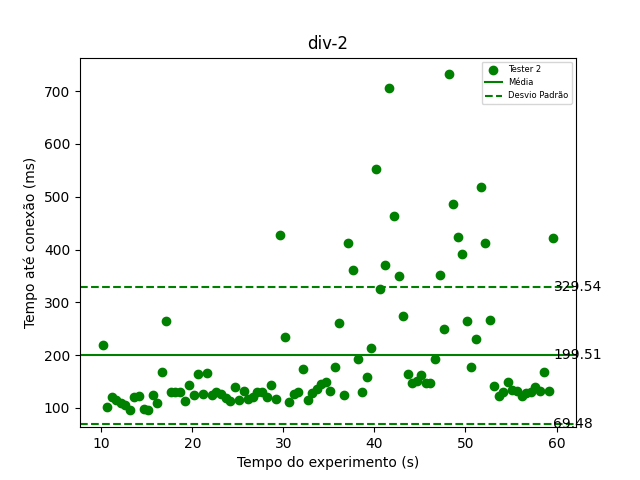 div-2
Tester 2
Média
Desvio Padrão
Tempo até conexão (ms)
700
600
500
400
300
200
100
329.54
199.51
69.48
10 20 30 40 50 60
Tempo do experimento (s)